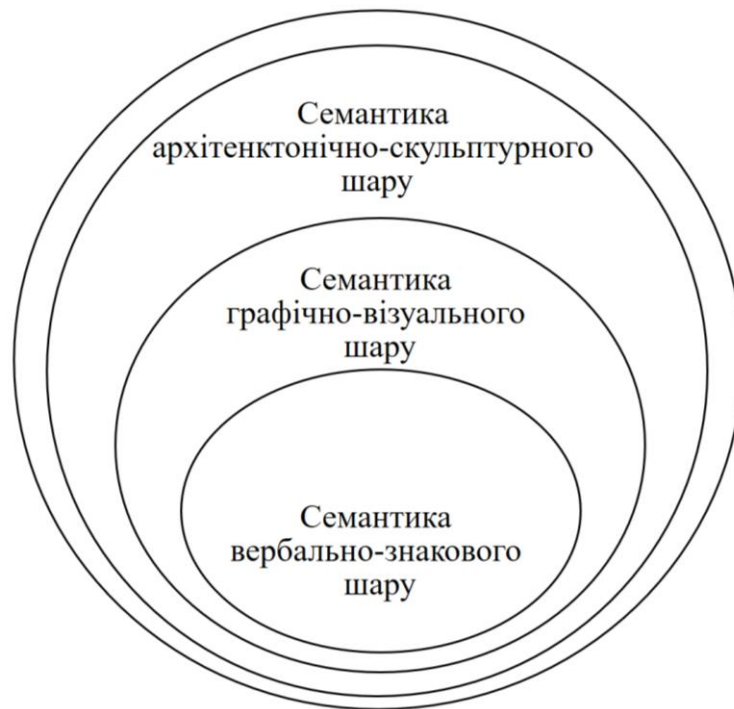 Семантика
архітенктонічно-скульптурного
шару
Семантика
графічно-візуального
шару
Семантика
вербально-знакового
шару